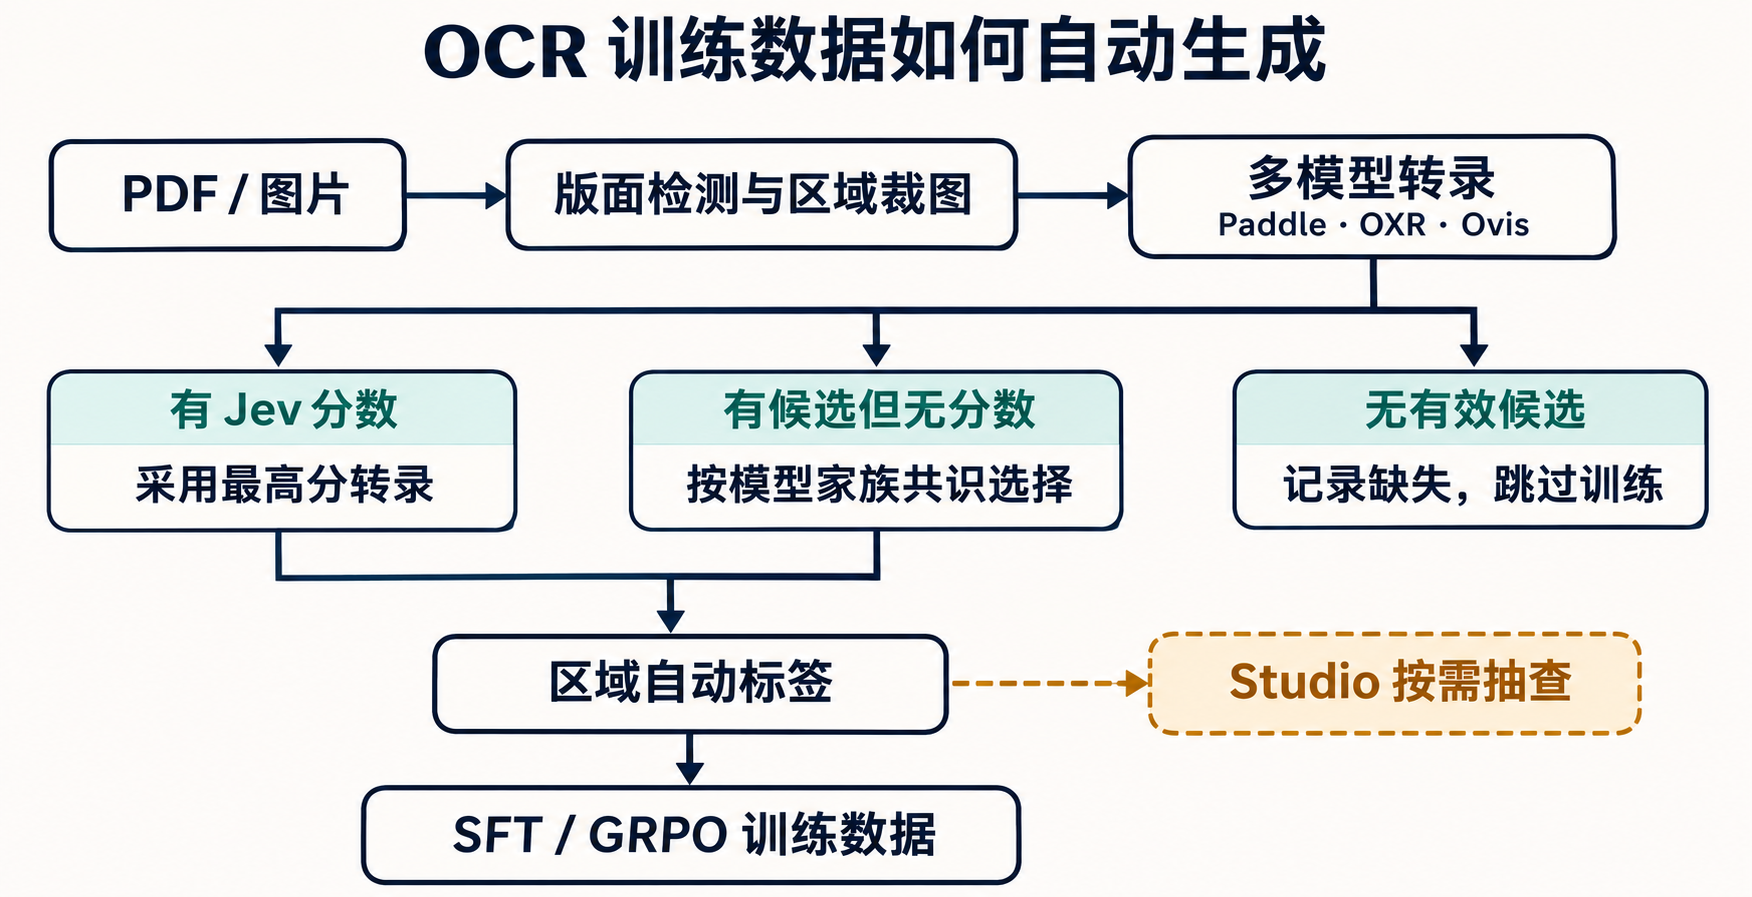 OCR 训练数据如何自动生成
PDF / 图片
版面检测与区域裁图
多模型转录
Paddle · OXR · Ovis
有 Jev 分数
采用最高分转录
有候选但无分数
按模型家族共识选择
无有效候选
记录缺失，跳过训练
区域自动标签
Studio 按需抽查
SFT / GRPO 训练数据